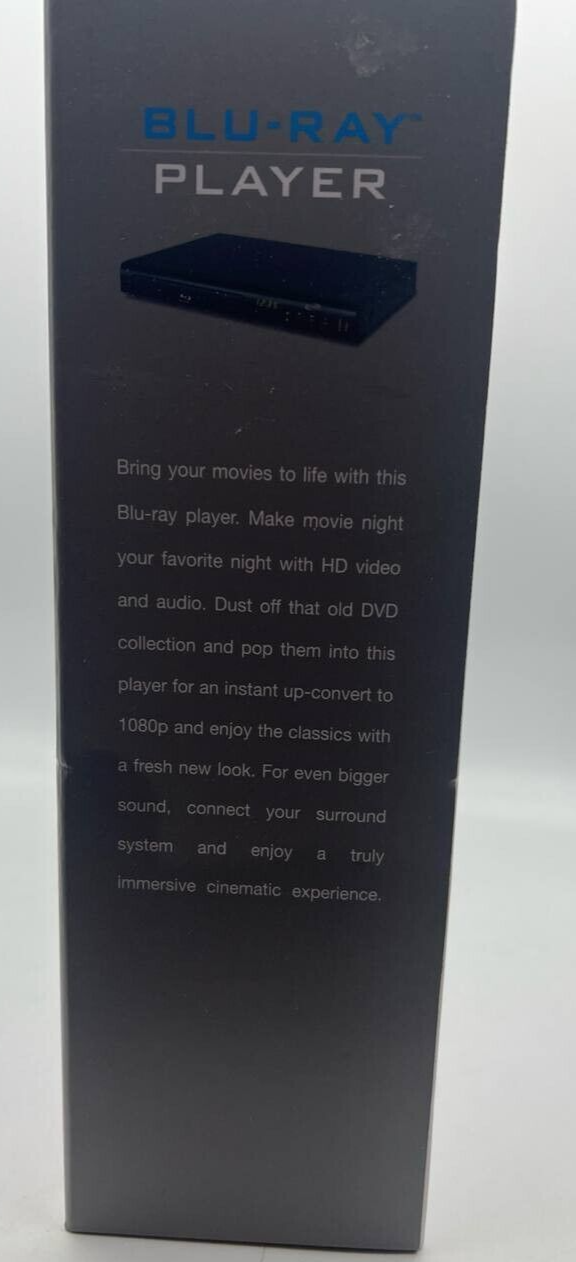 BLU-RAY™
PLAYER
Bring your movies to life with this
Blu-ray player. Make movie night
your favorite night with HD video
and audio. Dust off that old DVD
collection and pop them into this
player for an instant up-convert to
1080p and enjoy the classics with
a fresh new look. For even bigger
sound, connect your surround
system and enjoy a truly
immersive cinematic experience.